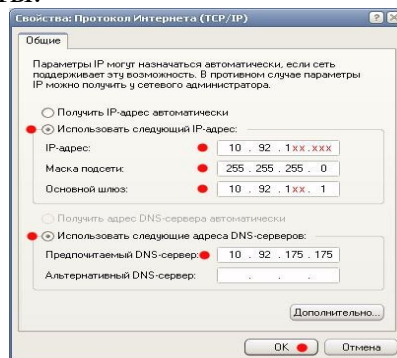 ты.
Свойства: Протокол Интернета (TCP/IP)
Общие
Параметры IP могут назначаться автоматически, если сеть
поддерживает эту возможность. В противном случае параметры
IP можно получить у сетевого администратора.
Получить IP-адрес автоматически
Использовать следующий IP-адрес:
IP-адрес: 10 . 92 . 1xx.xxx
Маска подсети: 255 . 255 . 255 . 0
Основной шлюз: 10 . 92 . 1xx. 1
Получить адрес DNS-сервера автоматически
Использовать следующие адреса DNS-серверов:
Предпочитаемый DNS-сервер: 10 . 92 . 175 . 175
Альтернативный DNS-сервер: . . .
Дополнительно...
ОК Отмена